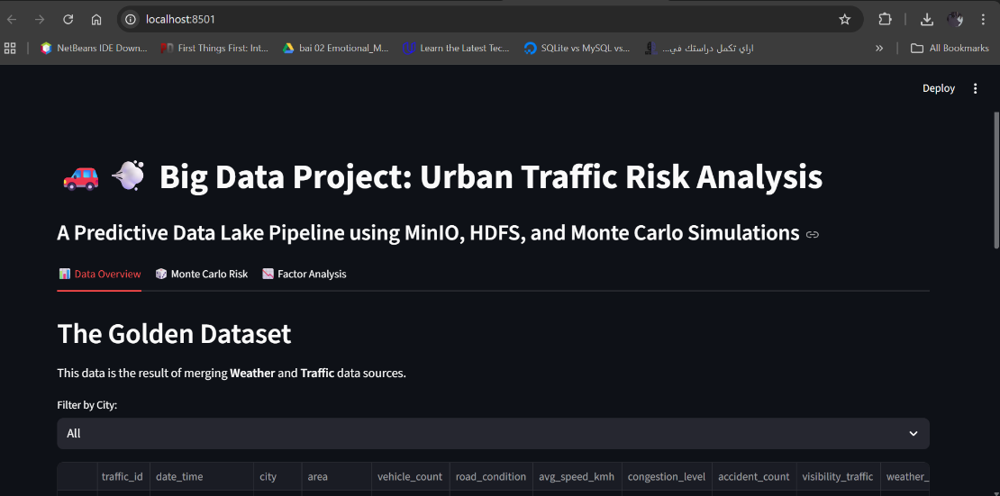 localhost:8501
NetBeans IDE Down... First Things First: Int... bai 02 Emotional_M... Learn the Latest Tec... SQLite vs MySQL vs... اراي تكمل دراستك في... » All Bookmarks
Deploy
Big Data Project: Urban Traffic Risk Analysis
A Predictive Data Lake Pipeline using MinIO, HDFS, and Monte Carlo Simulations
Data Overview Monte Carlo Risk Factor Analysis
The Golden Dataset
This data is the result of merging Weather and Traffic data sources.
Filter by City:
All
traffic_id date_time city area vehicle_count road_condition avg_speed_kmh congestion_level accident_count visibility_traffic weather_